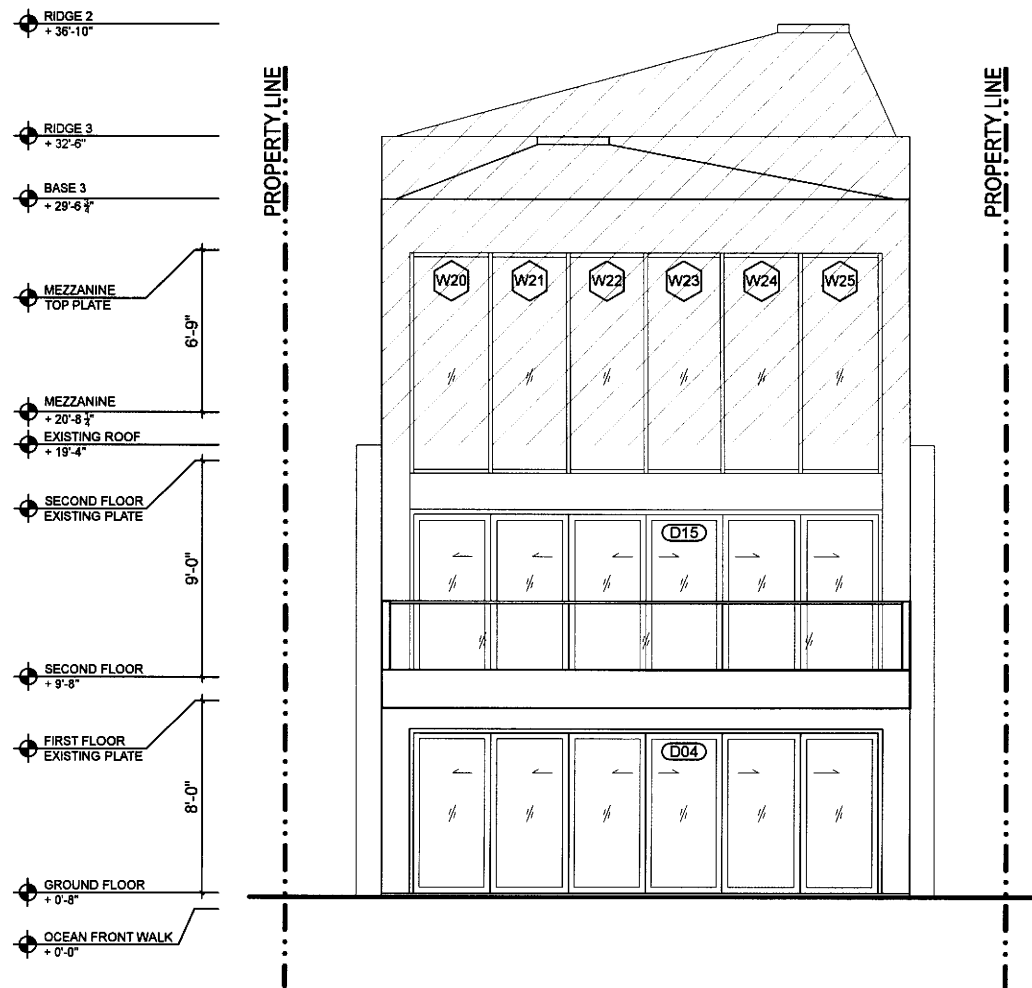 RIDGE 2
+ 36'-10"
RIDGE 3
+ 32'-6"
BASE 3
+ 29'-6 3/4"
MEZZANINE
TOP PLATE
6'-9"
MEZZANINE
+ 20'-8 1/4"
EXISTING ROOF
+ 19'-4"
SECOND FLOOR
EXISTING PLATE
9'-0"
SECOND FLOOR
+ 9'-8"
FIRST FLOOR
EXISTING PLATE
8'-0"
GROUND FLOOR
+ 0'-8"
OCEAN FRONT WALK
+ 0'-0"
PROPERTY LINE
W20 W21 W22 W23 W24 W25
D15
D04
PROPERTY LINE